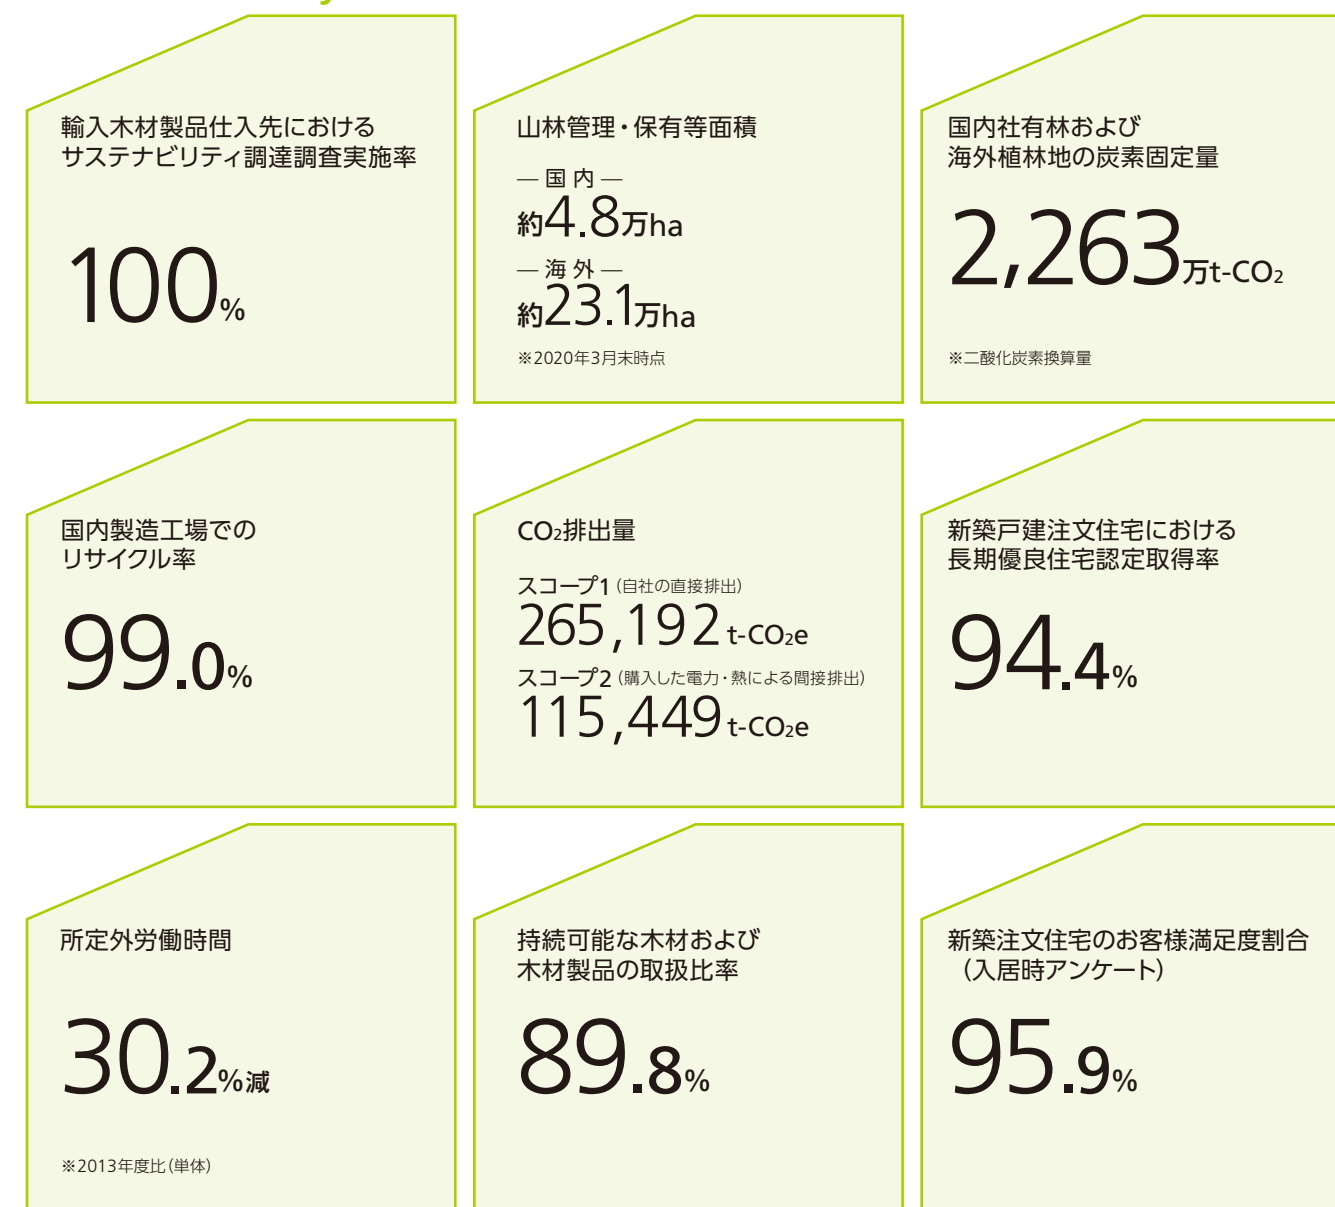 輸入木材製品仕入先における
サステナビリティ調達調査実施率
100%
山林管理・保有等面積
― 国 内 ―
約4.8万ha
― 海 外 ―
約23.1万ha
※2020年3月末時点
国内社有林および
海外植林地の炭素固定量
2,263万t-CO2
※二酸化炭素換算量
国内製造工場での
リサイクル率
99.0%
CO2排出量
スコープ1（自社の直接排出）
265,192 t-CO2e
スコープ2（購入した電力・熱による間接排出）
115,449 t-CO2e
新築戸建注文住宅における
長期優良住宅認定取得率
94.4%
所定外労働時間
30.2%減
※2013年度比（単体）
持続可能な木材および
木材製品の取扱比率
89.8%
新築注文住宅のお客様満足度割合
（入居時アンケート）
95.9%